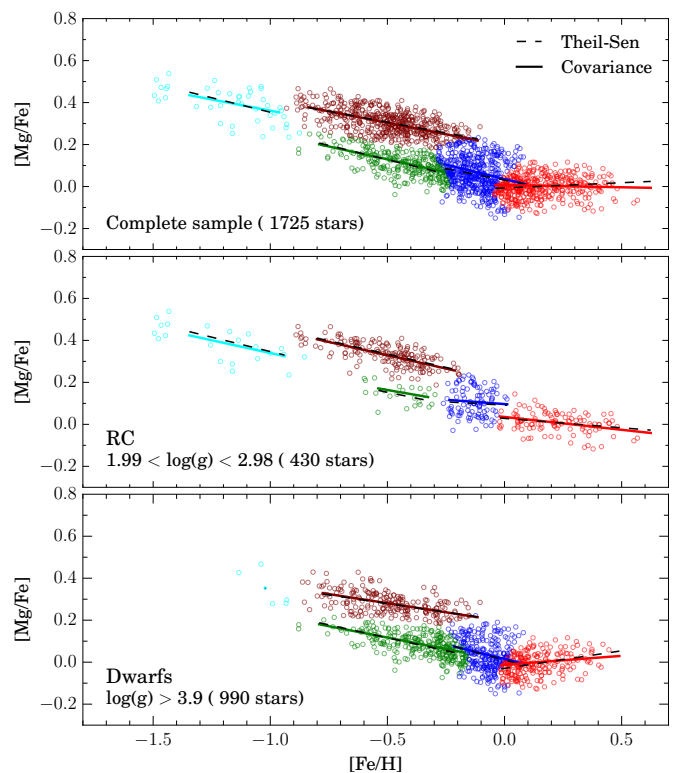 0.8
0.6
0.4
0.2
0.0
−0.2
[Mg/Fe]
Theil-Sen
Covariance
Complete sample ( 1725 stars)
0.8
0.6
0.4
0.2
0.0
−0.2
[Mg/Fe]
RC
1.99 < log(g) < 2.98 ( 430 stars)
0.8
0.6
0.4
0.2
0.0
−0.2
[Mg/Fe]
Dwarfs
log(g) > 3.9 ( 990 stars)
−1.5 −1.0 −0.5 0.0 0.5
[Fe/H]